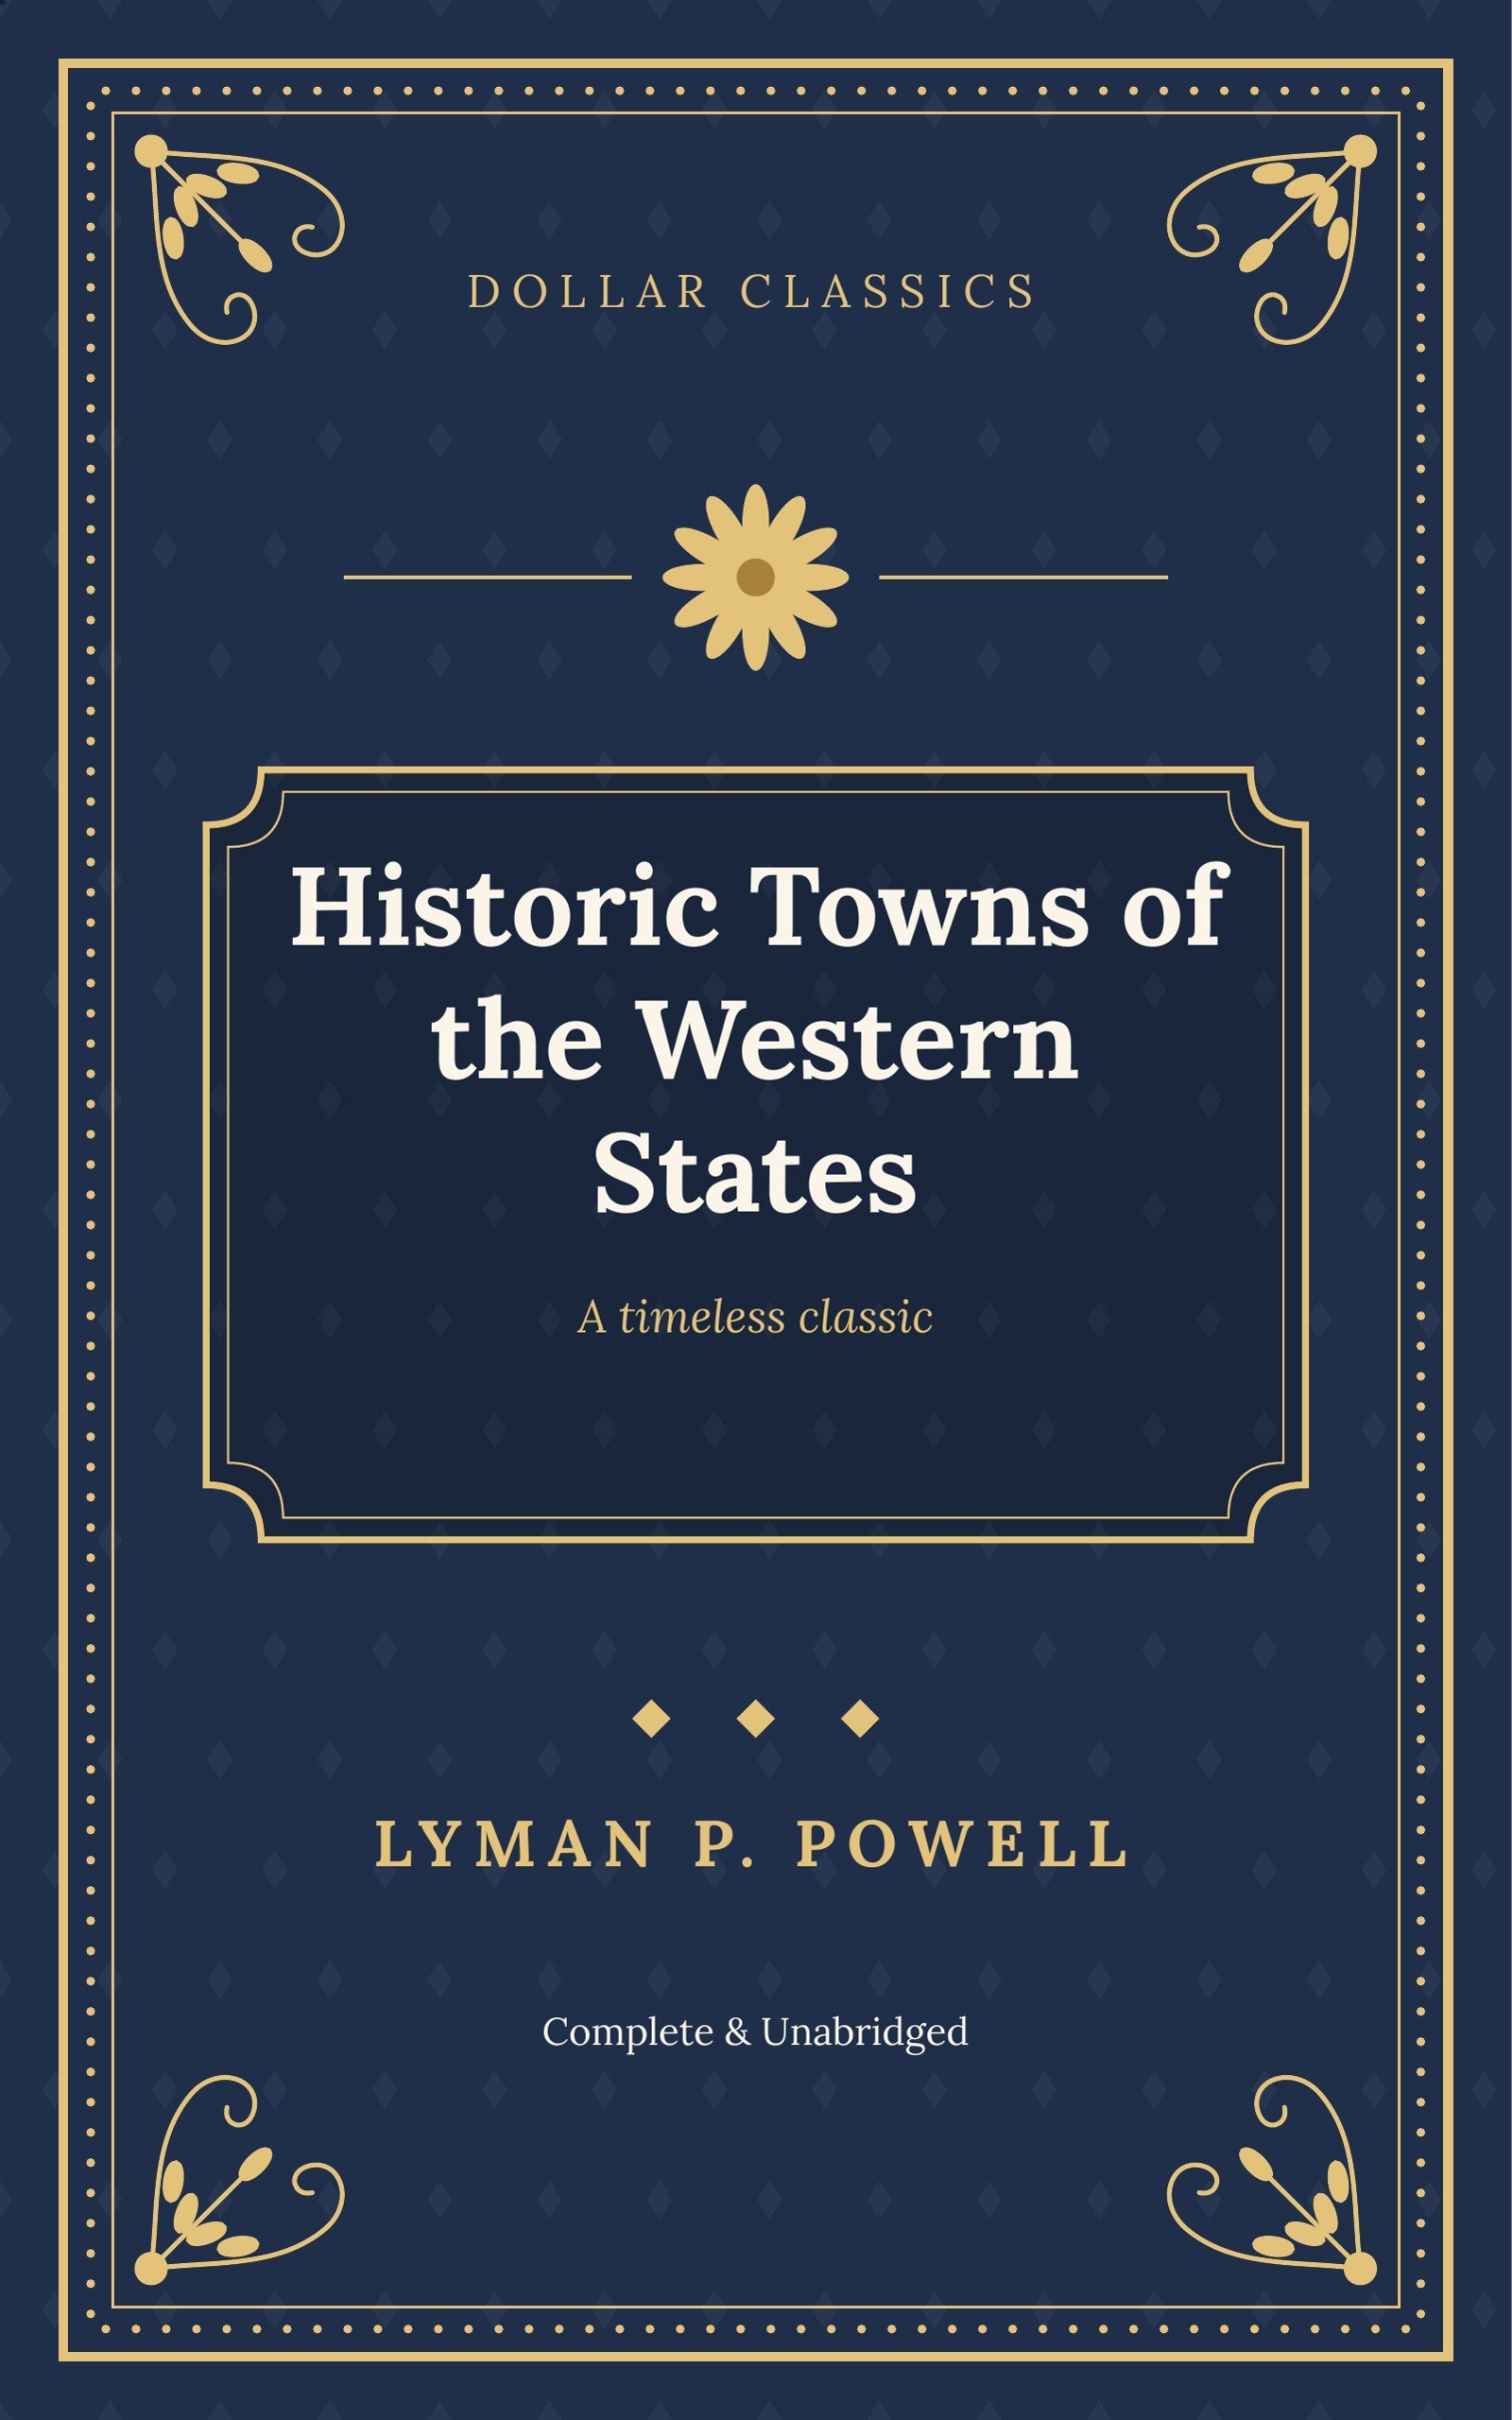 DOLLAR CLASSICS
Historic Towns of
the Western
States
A timeless classic
LYMAN P. POWELL
Complete & Unabridged